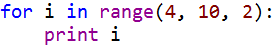 for i in range(4, 10, 2):
    print i